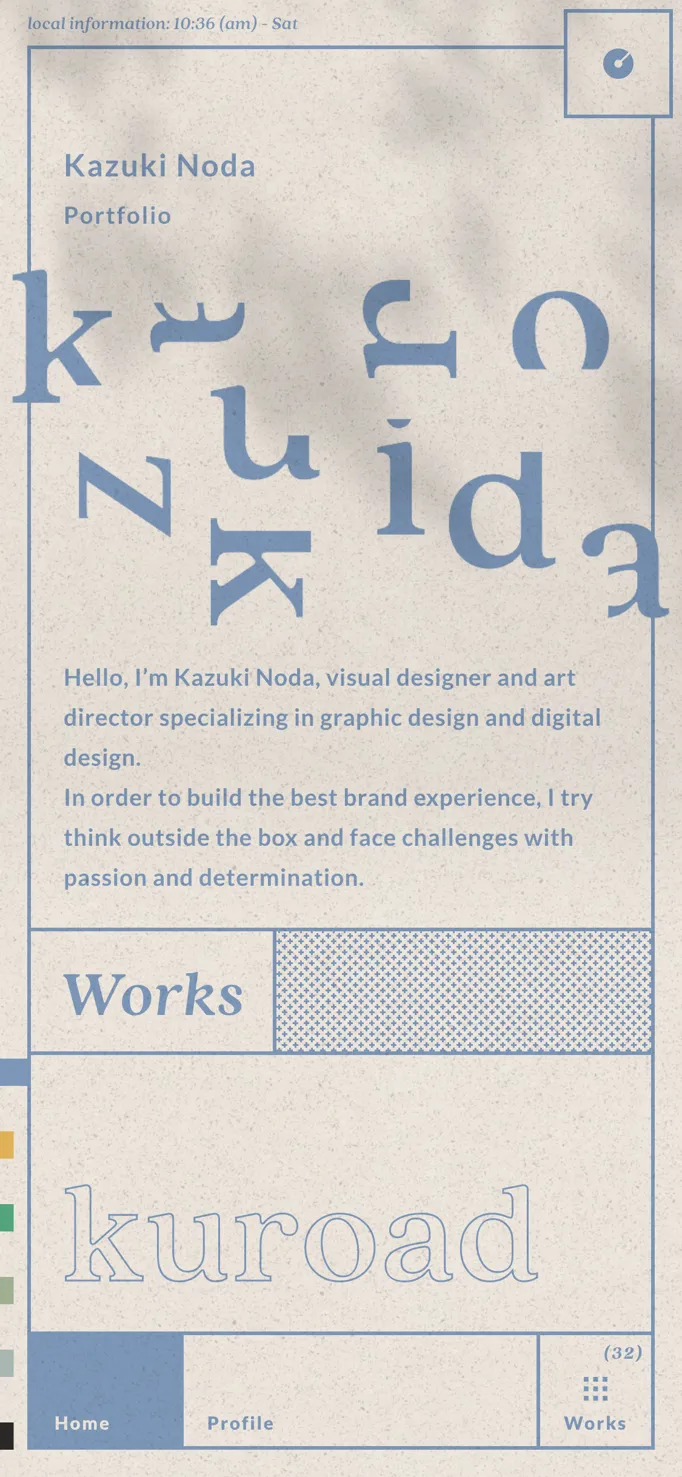 local information: 10:36 (am) - Sat
Kazuki Noda
Portfolio
k a u o
z u i d a
k
Hello, I'm Kazuki Noda, visual designer and art
director specializing in graphic design and digital
design.
In order to build the best brand experience, I try
think outside the box and face challenges with
passion and determination.
Works
kuroad
(32)
Home Profile Works